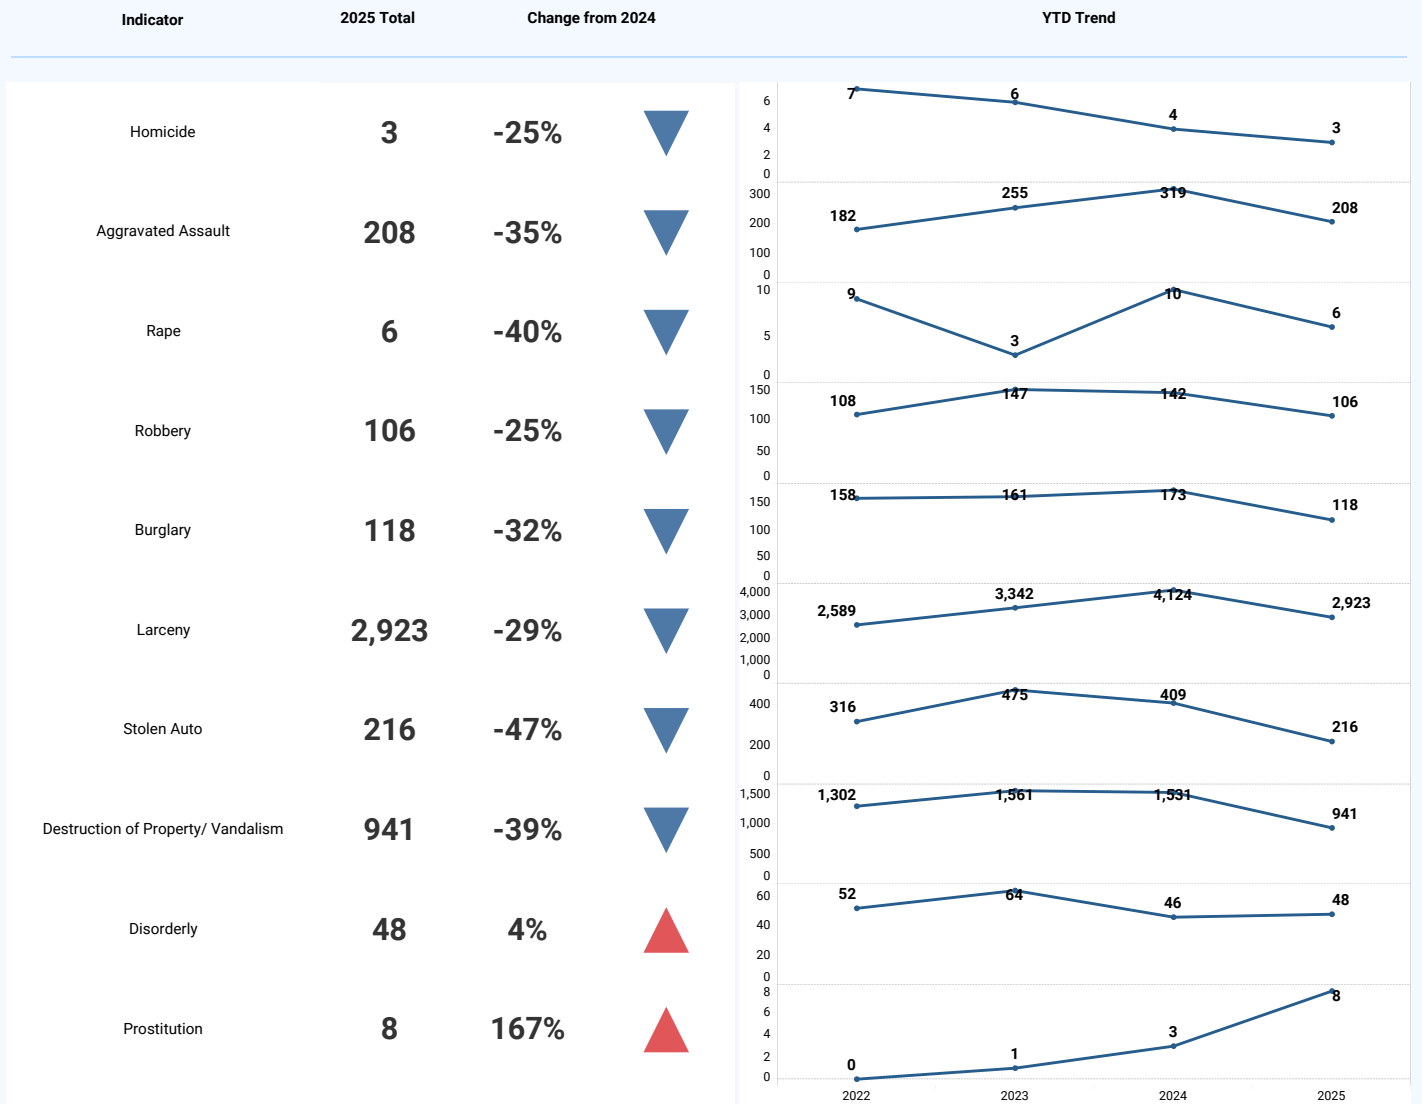 Indicator 2025 Total Change from 2024 YTD Trend
Homicide 3 -25%
6
4
2
0
7 6 4 3
Aggravated Assault 208 -35%
300
200
100
0
182 255 319 208
Rape 6 -40%
10
5
0
9 3 10 6
Robbery 106 -25%
150
100
50
0
108 147 142 106
Burglary 118 -32%
150
100
50
0
158 161 173 118
Larceny 2,923 -29%
4,000
3,000
2,000
1,000
0
2,589 3,342 4,124 2,923
Stolen Auto 216 -47%
400
200
0
316 475 409 216
Destruction of Property/ Vandalism 941 -39%
1,500
1,000
500
0
1,302 1,561 1,531 941
Disorderly 48 4%
60
40
20
0
52 64 46 48
Prostitution 8 167%
8
6
4
2
0
0 1 3 8
2022 2023 2024 2025